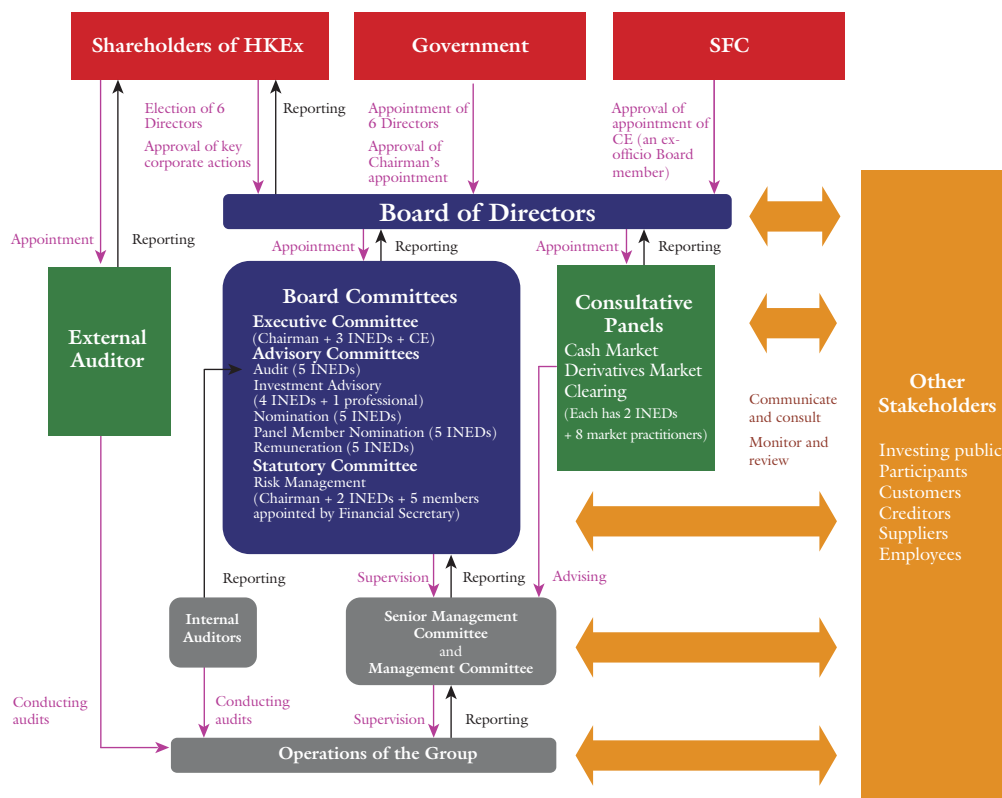 Shareholders of HKEx
Government
SFC
Election of 6
Directors
Approval of key
corporate actions
Reporting
Appointment of
6 Directors
Approval of
Chairman's
appointment
Approval of
appointment of
CE (an ex-
officio Board
member)
Board of Directors
Appointment
Reporting
Appointment
Reporting
Appointment
Reporting
External
Auditor
Board Committees
Executive Committee
(Chairman + 3 INEDs + CE)
Advisory Committees
Audit (5 INEDs)
Investment Advisory
(4 INEDs + 1 professional)
Nomination (5 INEDs)
Panel Member Nomination (5 INEDs)
Remuneration (5 INEDs)
Statutory Committee
Risk Management
(Chairman + 2 INEDs + 5 members
appointed by Financial Secretary)
Consultative
Panels
Cash Market
Derivatives Market
Clearing
(Each has 2 INEDs
+ 8 market practitioners)
Communicate
and consult
Monitor and
review
Other
Stakeholders
Investing public
Participants
Customers
Creditors
Suppliers
Employees
Reporting
Supervision
Reporting
Advising
Internal
Auditors
Senior Management
Committee
and
Management Committee
Conducting
audits
Conducting
audits
Supervision
Reporting
Operations of the Group